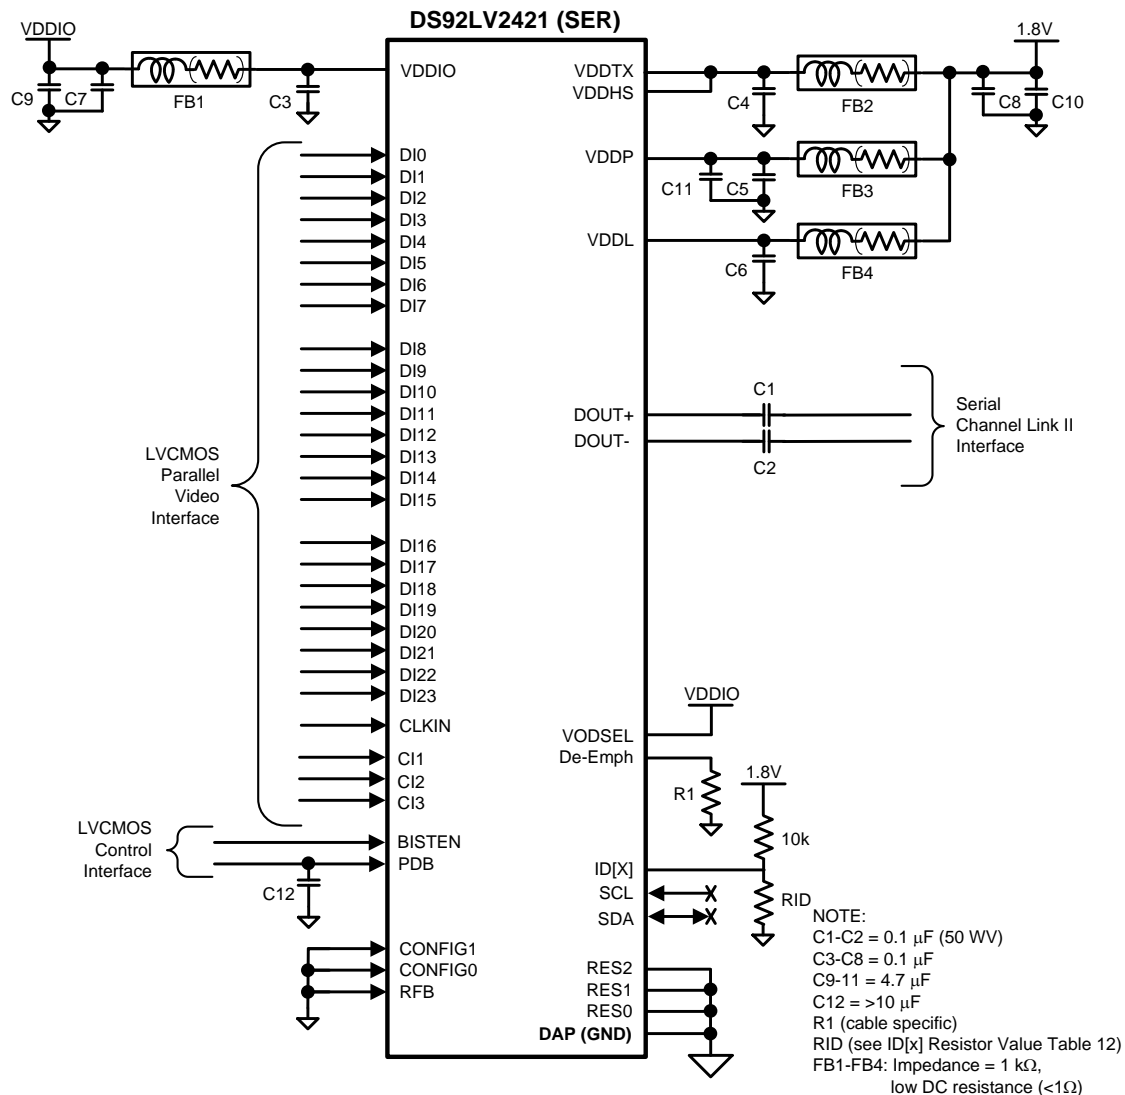 DS92LV2421 (SER)
VDDIO
1.8V
VDDIO
VDDTX
VDDHS
C9
C7
FB1
C3
C4
FB2
C8
C10
DI0
DI1
DI2
DI3
DI4
DI5
DI6
DI7
VDDP
C11
C5
FB3
VDDL
C6
FB4
DI8
DI9
DI10
DI11
DI12
DI13
DI14
DI15
C1
DOUT+
DOUT-
C2
Serial
Channel Link II
Interface
LVCMOS
Parallel
Video
Interface
DI16
DI17
DI18
DI19
DI20
DI21
DI22
DI23
CLKIN
CI1
CI2
CI3
VDDIO
VODSEL
De-Emph
R1
1.8V
10k
LVCMOS
Control
Interface
BISTEN
PDB
C12
ID[X]
SCL
SDA
RID
CONFIG1
CONFIG0
RFB
RES2
RES1
RES0
DAP (GND)
NOTE:
C1-C2 = 0.1 μF (50 WV)
C3-C8 = 0.1 μF
C9-11 = 4.7 μF
C12 = >10 μF
R1 (cable specific)
RID (see ID[x] Resistor Value Table 12)
FB1-FB4: Impedance = 1 kΩ,
low DC resistance (<1Ω)